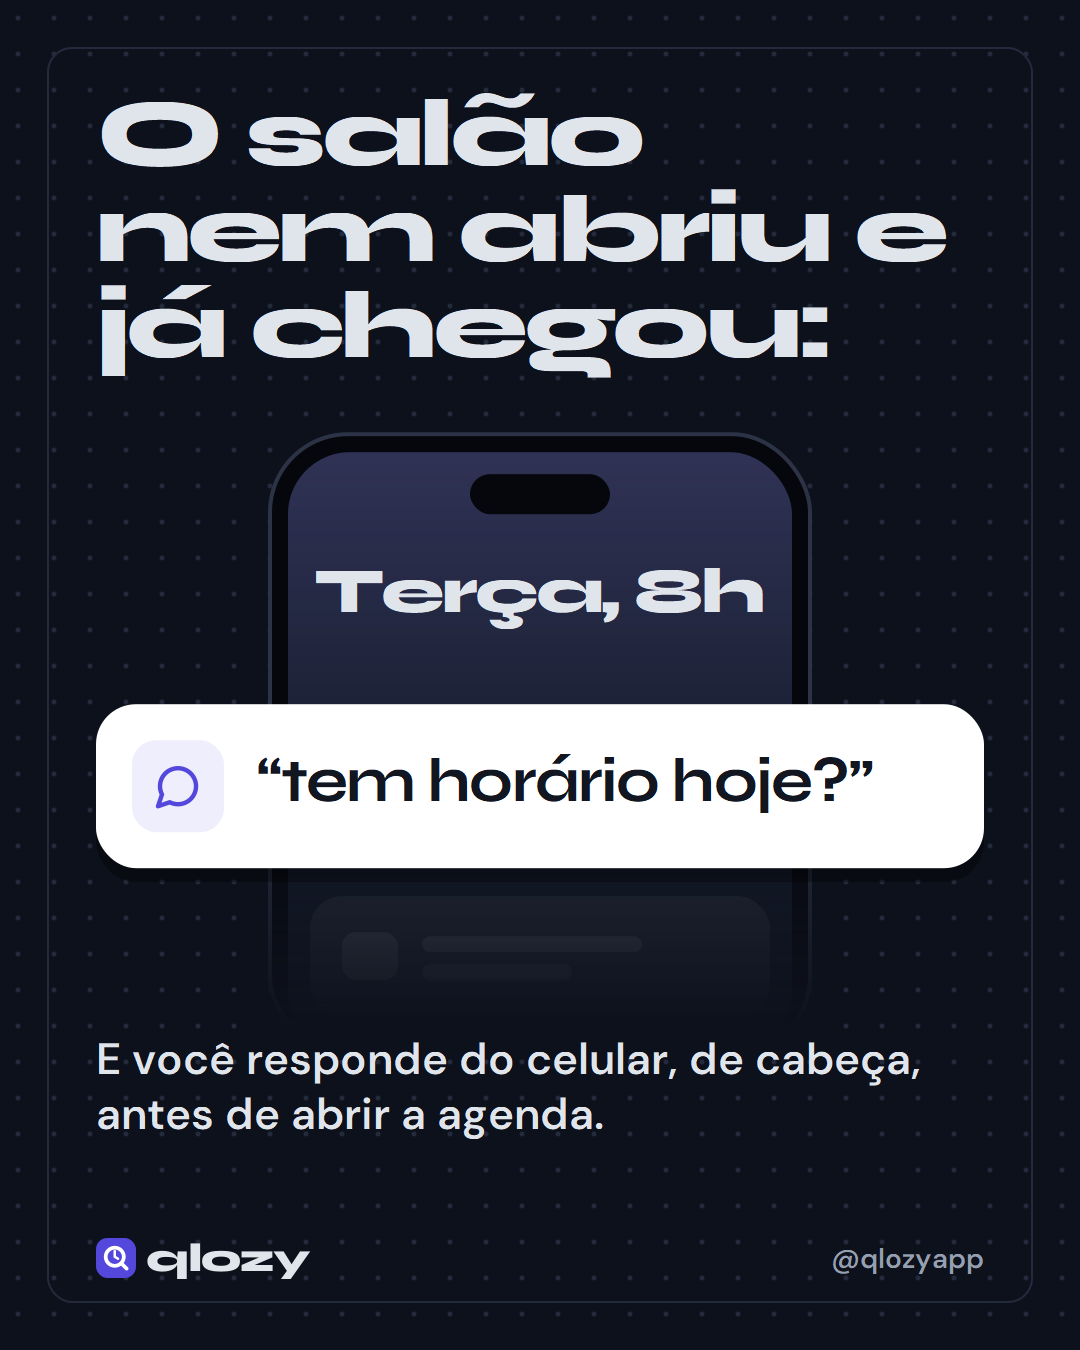 O salão
nem abriu e
já chegou:
Terça, 8h
“tem horário hoje?”
E você responde do celular, de cabeça,
antes de abrir a agenda.
qlozy
@qlozyapp